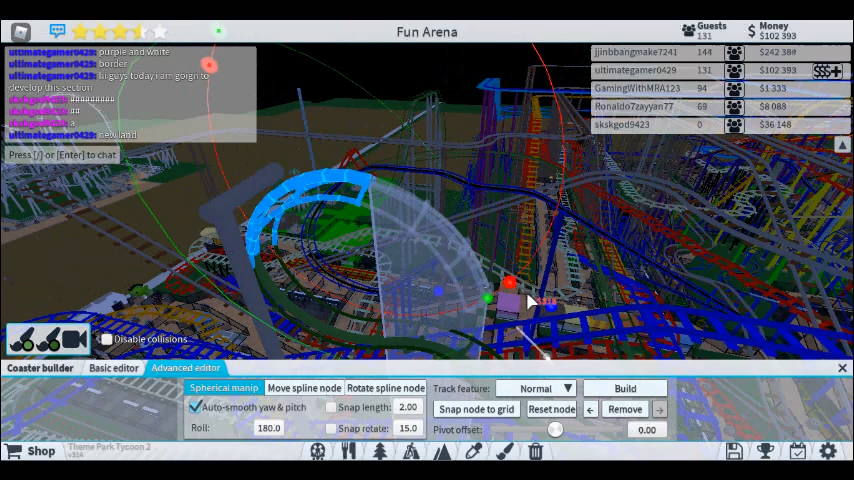 Fun Arena
Guests
131
Money
$102 393
ultimategamer0429: purple and white
ultimategamer0429: border
ultimategamer0429: hi guys today i am goign to
develop this section
skskgod9423: #########
skskgod9423: ##
skskgod9423: a
ultimategamer0429: new land
Press [/] or [Enter] to chat
jjinbbangmake7241 144 $242 384
ultimategamer0429 131 $102 393 $$$+
GamingWithMRA123 94 $1 333
Ronaldo7zayyan77 69 $8 088
skskgod9423 0 $36 148
Disable collisions
Coaster builder Basic editor Advanced editor
Spherical manip Move spline node Rotate spline node
Auto-smooth yaw & pitch
Snap length: 2.00
Roll: 180.0
Snap rotate: 15.0
Track feature: Normal Build
Snap node to grid Reset node ← Remove →
Pivot offset: 0.00
Shop
Theme Park Tycoon 2